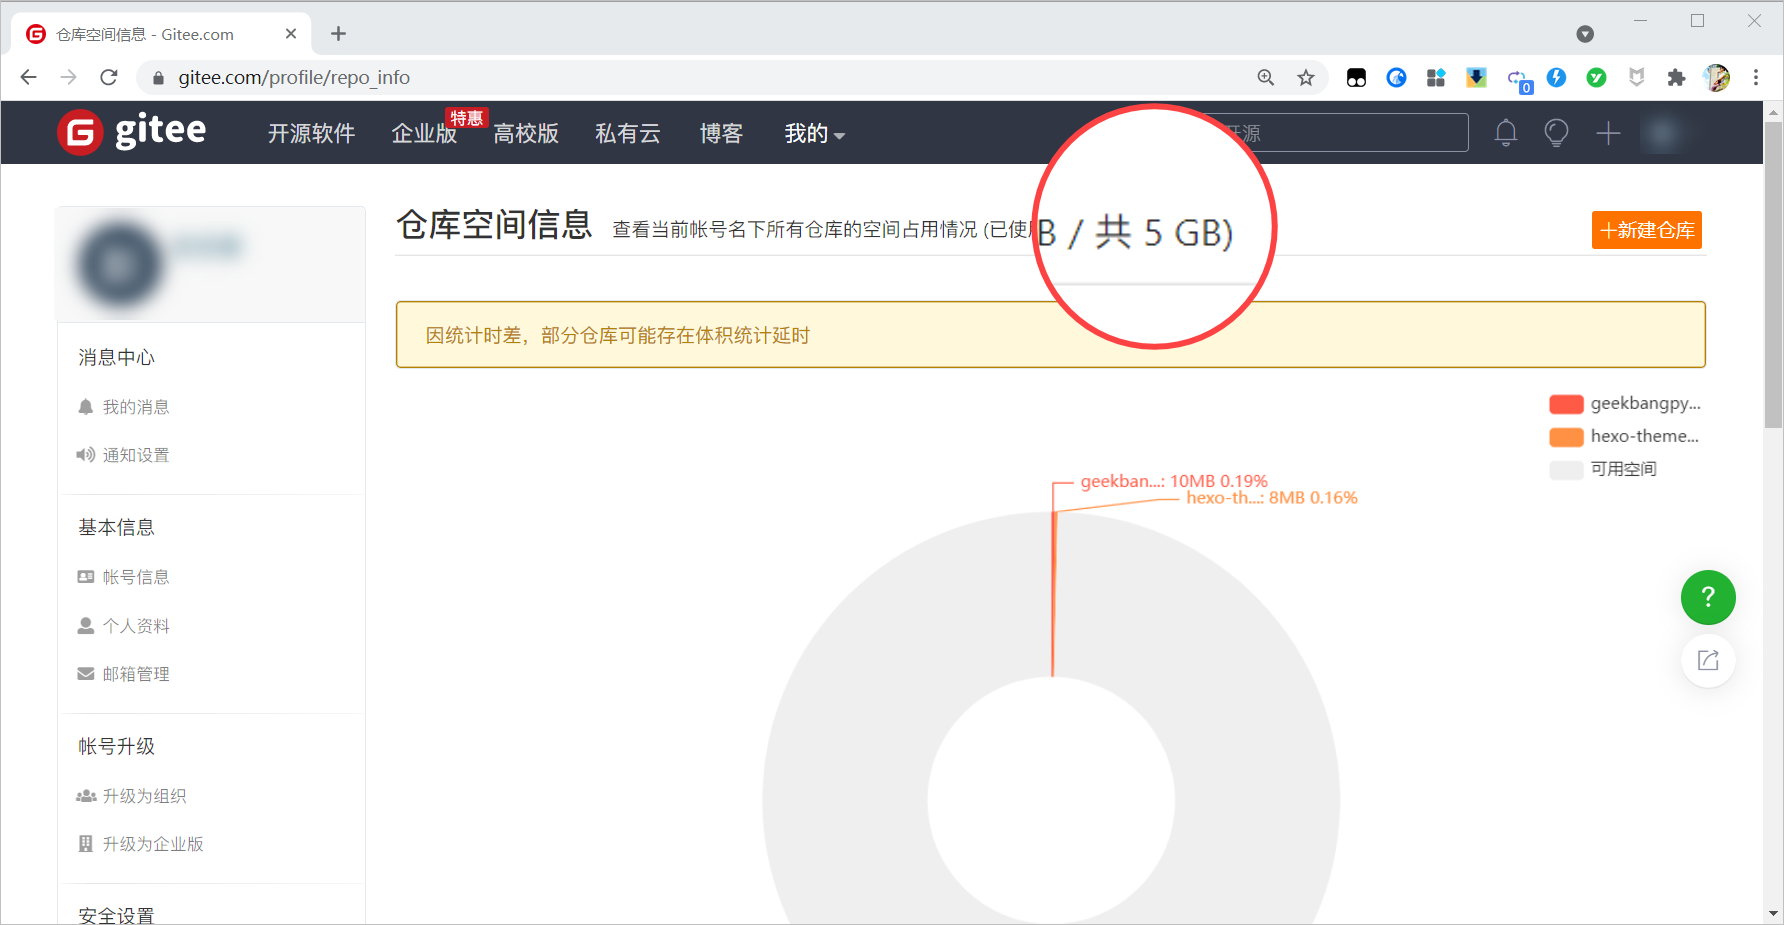 仓库空间信息 - Gitee.com
gitee.com/profile/repo_info
0
gitee 开源软件 企业版 特惠 高校版 私有云 博客 我的 开源
仓库空间信息 查看当前帐号名下所有仓库的空间占用情况 (已使用 B / 共 5 GB)
+新建仓库
因统计时差，部分仓库可能存在体积统计延时
消息中心
我的消息
通知设置
基本信息
帐号信息
个人资料
邮箱管理
帐号升级
升级为组织
升级为企业版
安全设置
geekbangpy...
hexo-theme...
可用空间
geekban...: 10MB 0.19%
hexo-th...: 8MB 0.16%
?